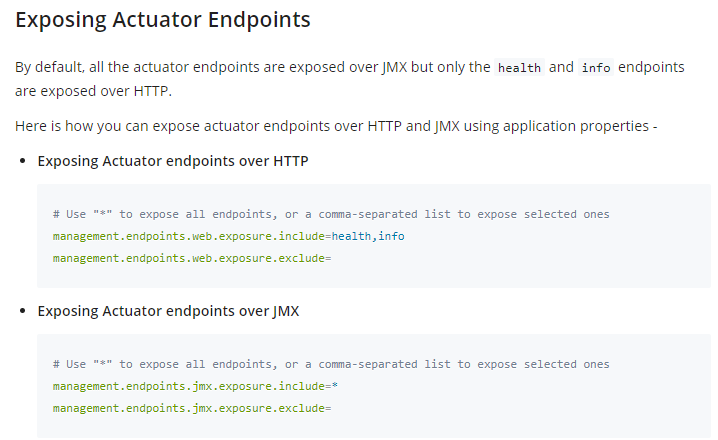 Exposing Actuator Endpoints
By default, all the actuator endpoints are exposed over JMX but only the health and info endpoints
are exposed over HTTP.
Here is how you can expose actuator endpoints over HTTP and JMX using application properties -
• Exposing Actuator endpoints over HTTP
# Use "*" to expose all endpoints, or a comma-separated list to expose selected ones
management.endpoints.web.exposure.include=health,info
management.endpoints.web.exposure.exclude=
• Exposing Actuator endpoints over JMX
# Use "*" to expose all endpoints, or a comma-separated list to expose selected ones
management.endpoints.jmx.exposure.include=*
management.endpoints.jmx.exposure.exclude=